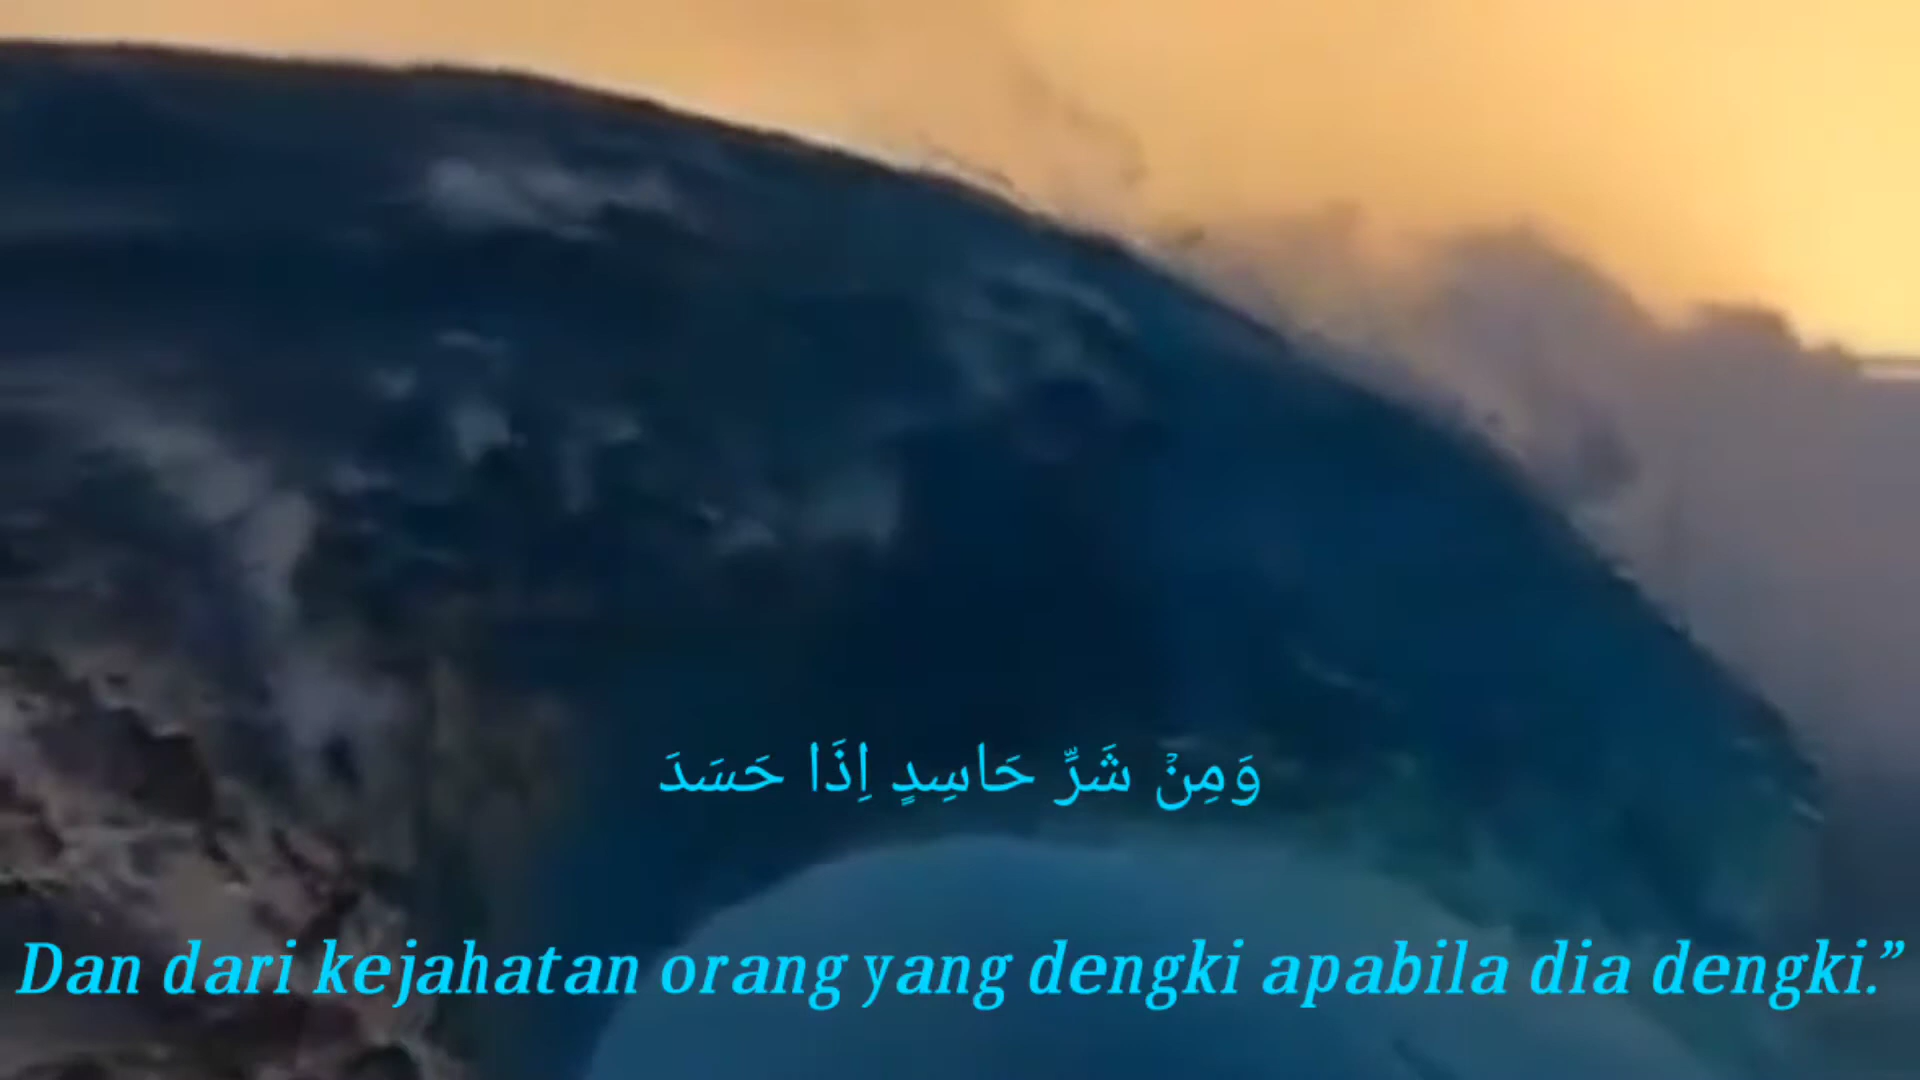 وَمِنْ شَرِّ حَاسِدٍ اِذَا حَسَدَ
Dan dari kejahatan orang yang dengki apabila dia dengki.”